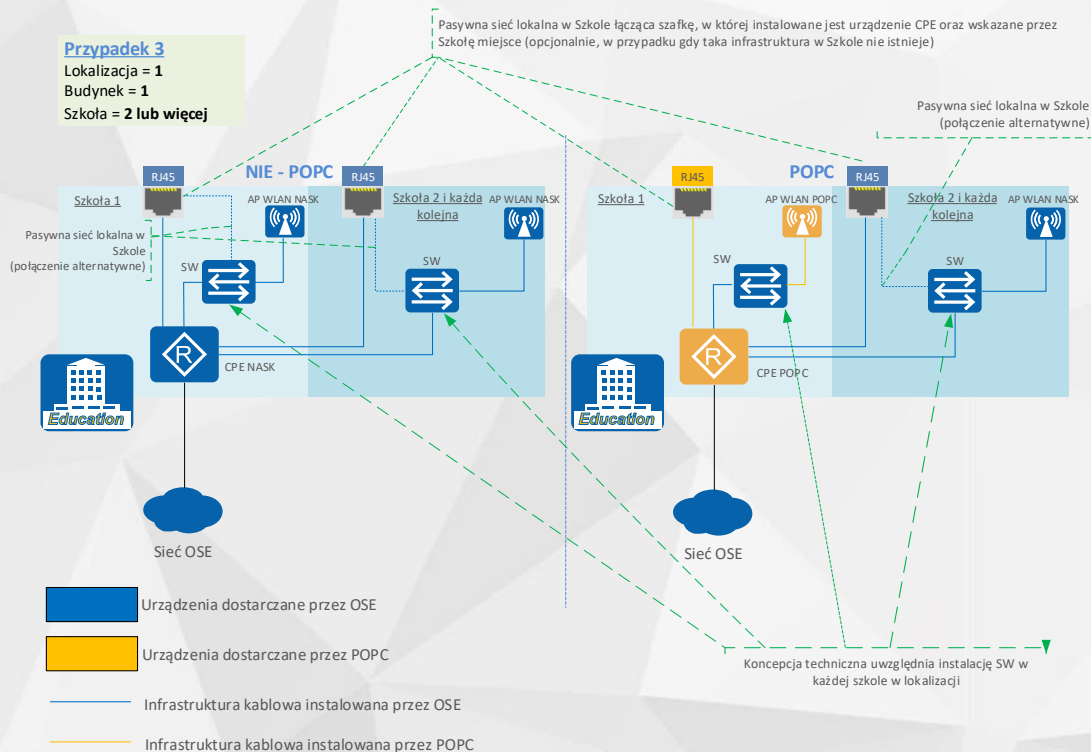 Pasywna sieć lokalna w Szkole łącząca szafkę, w której instalowane jest urządzenie CPE oraz wskazane przez
Szkołę miejsce (opcjonalnie, w przypadku gdy taka infrastruktura w Szkole nie istnieje)
Przypadek 3
Lokalizacja = 1
Budynek = 1
Szkoła = 2 lub więcej
Pasywna sieć lokalna w Szkole
(połączenie alternatywne)
NIE - POPC
RJ45
RJ45
Szkoła 1
AP WLAN NASK
Szkoła 2 i każda
kolejna
AP WLAN NASK
Pasywna sieć lokalna w
Szkole
(połączenie alternatywne)
SW
SW
R
CPE NASK
Education
Sieć OSE
POPC
RJ45
RJ45
Szkoła 1
AP WLAN POPC
Szkoła 2 i każda
kolejna
AP WLAN NASK
SW
SW
R
CPE POPC
Education
Sieć OSE
Urządzenia dostarczane przez OSE
Urządzenia dostarczane przez POPC
Koncepcja techniczna uwzględnia instalację SW w
każdej szkole w lokalizacji
Infrastruktura kablowa instalowana przez OSE
Infrastruktura kablowa instalowana przez POPC